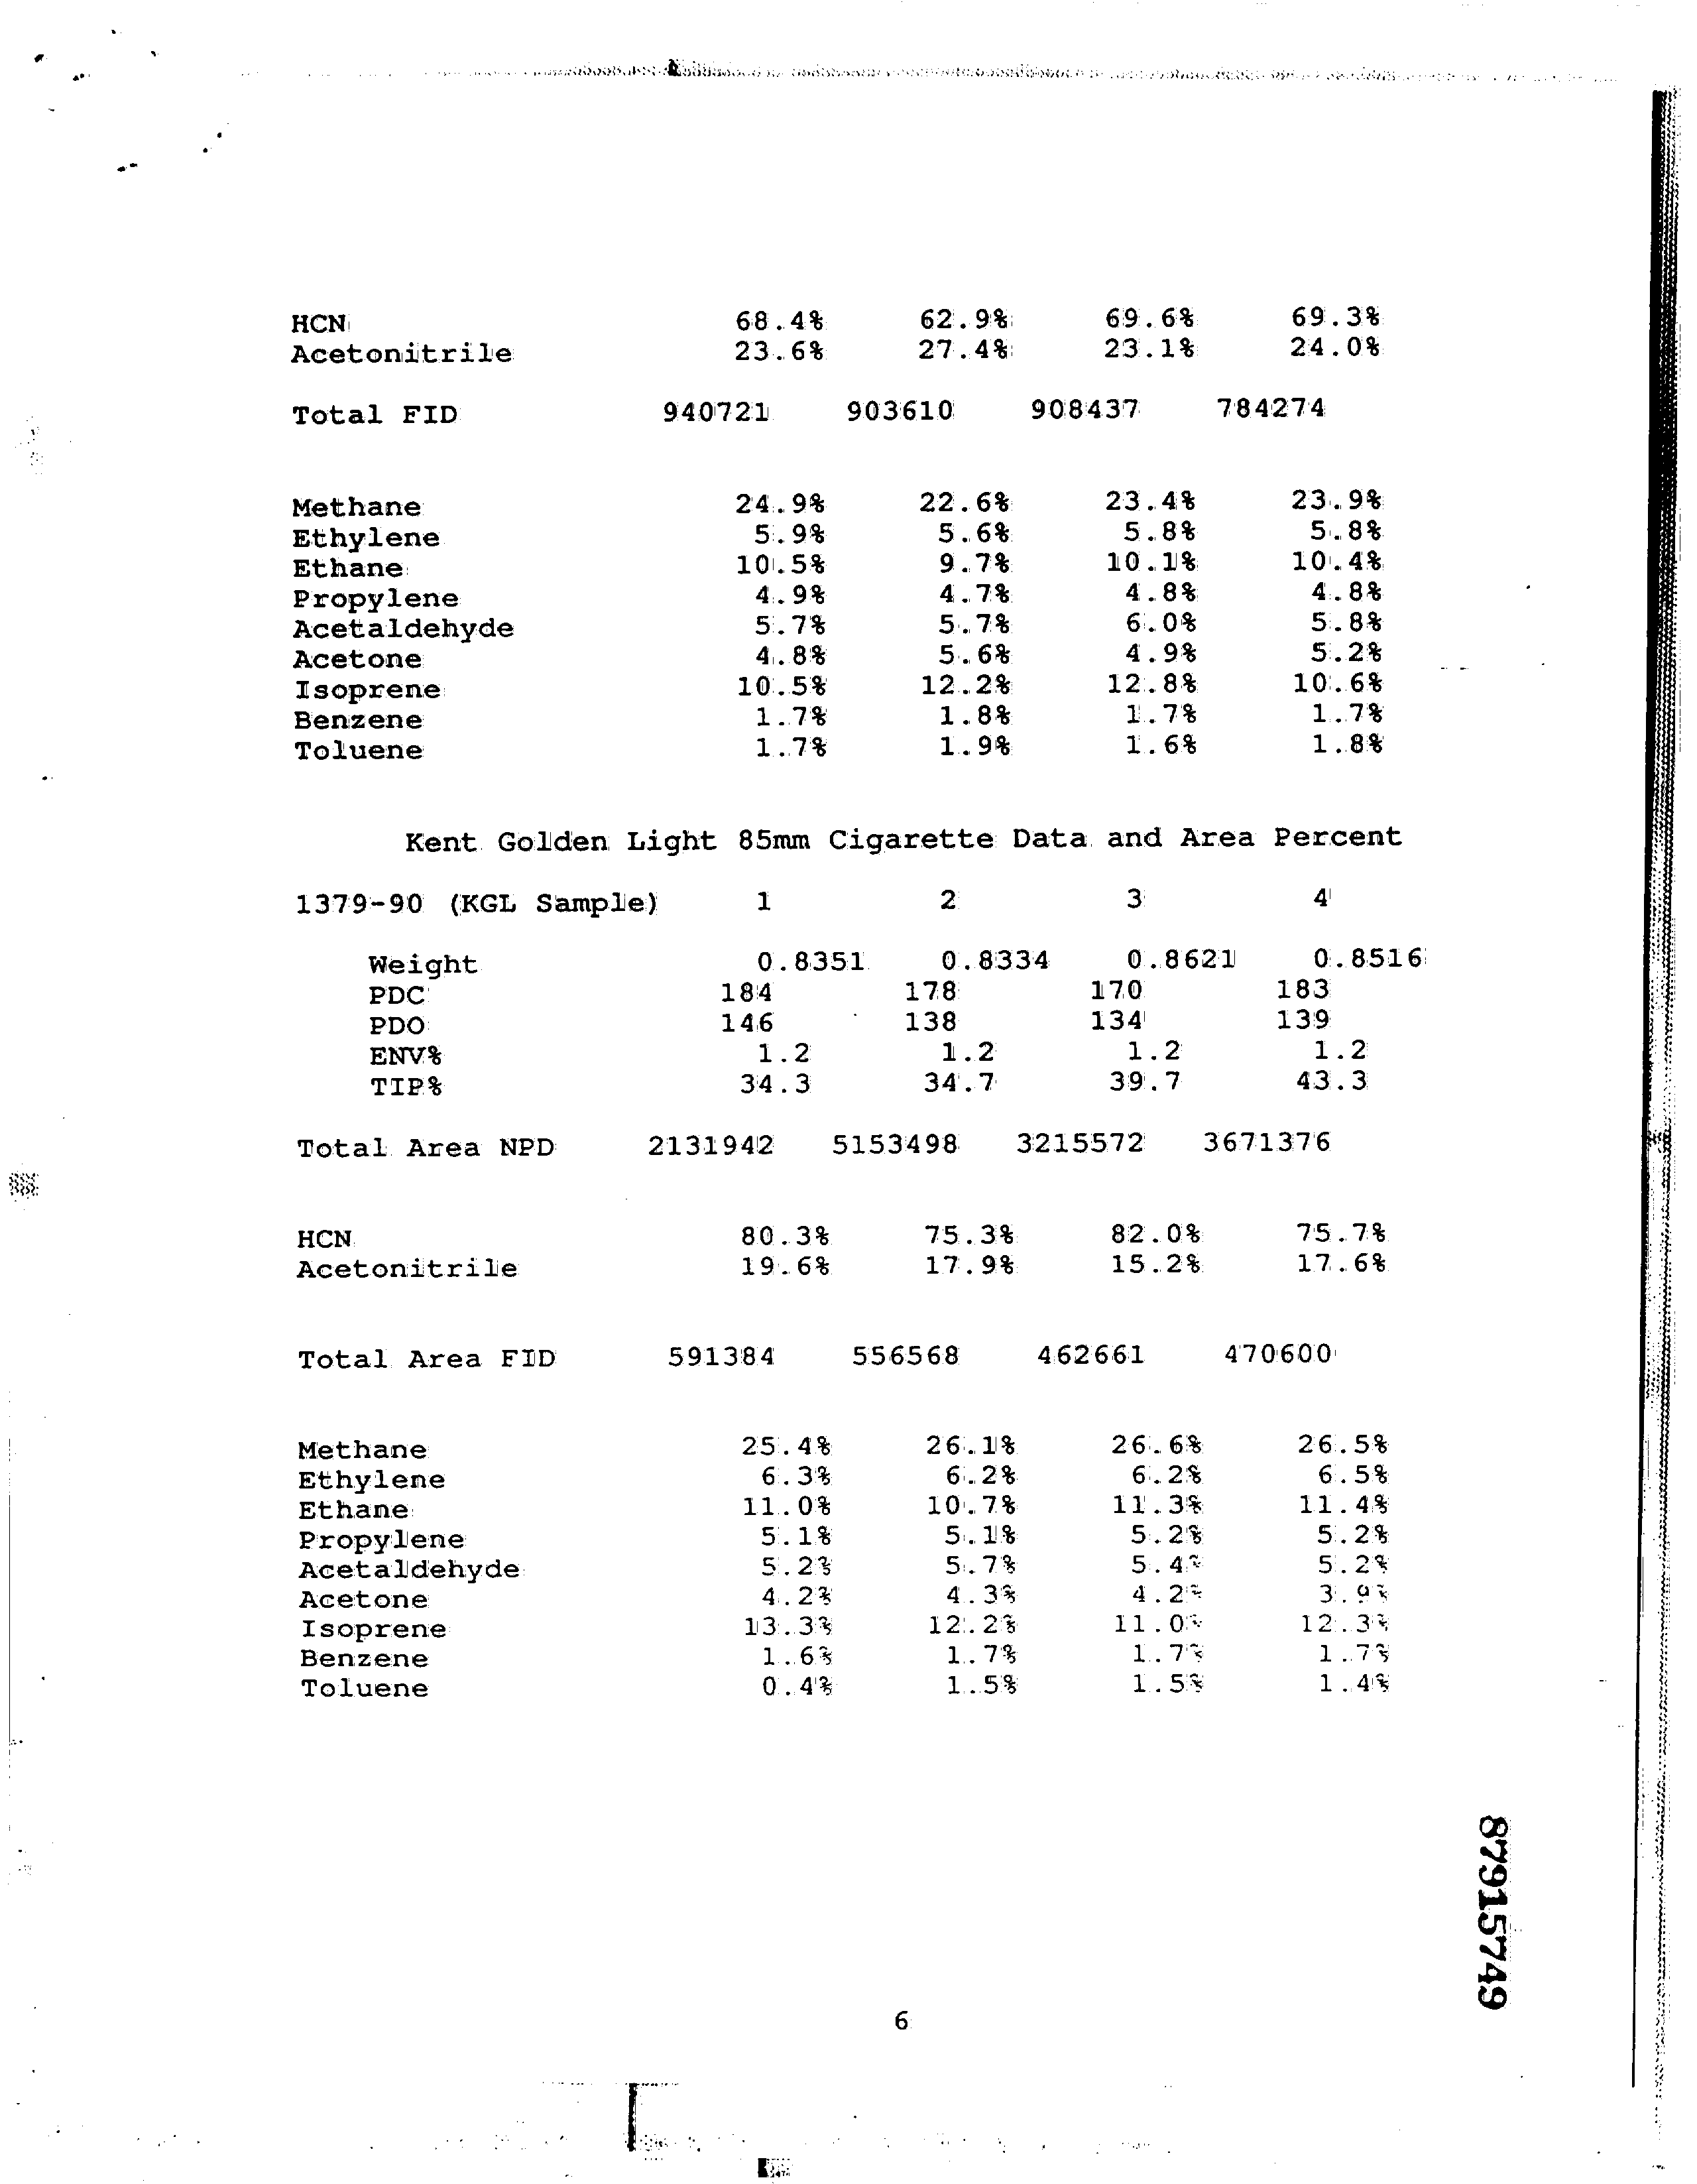 HCN 68.4% 62.9% 69.6% 69.3%
Acetonitrile 23.6% 27.4% 23.1% 24.0%
Total FID 940721 903610 908437 784274
Methane 24.9% 22.6% 23.4% 23.9%
Ethylene 5.9% 5.6% 5.8% 5.8%
Ethane 10.5% 9.7% 10.1% 10.4%
Propylene 4.9% 4.7% 4.8% 4.8%
Acetaldehyde 5.7% 5.7% 6.0% 5.8%
Acetone 4.8% 5.6% 4.9% 5.2%
Isoprene 10.5% 12.2% 12.8% 10.6%
Benzene 1.7% 1.8% 1.7% 1.7%
Toluene 1.7% 1.9% 1.6% 1.8%
Kent Golden Light 85mm Cigarette Data and Area Percent
1379-90 (KGL Sample) 1 2 3 4
Weight 0.8351 0.8334 0.8621 0.8516
PDC 184 178 170 183
PDO 146 138 134 139
ENV% 1.2 1.2 1.2 1.2
TIP% 34.3 34.7 39.7 43.3
Total Area NPD 2131942 5153498 3215572 3671376
HCN 80.3% 75.3% 82.0% 75.7%
Acetonitrile 19.6% 17.9% 15.2% 17.6%
Total Area FID 591384 556568 462661 470600
Methane 25.4% 26.1% 26.6% 26.5%
Ethylene 6.3% 6.2% 6.2% 6.5%
Ethane 11.0% 10.7% 11.3% 11.4%
Propylene 5.1% 5.1% 5.2% 5.2%
Acetaldehyde 5.2% 5.7% 5.4% 5.2%
Acetone 4.2% 4.3% 4.2% 3.9%
Isoprene 13.3% 12.2% 11.0% 12.3%
Benzene 1.6% 1.7% 1.7% 1.7%
Toluene 0.4% 1.5% 1.5% 1.4%
87915749
6